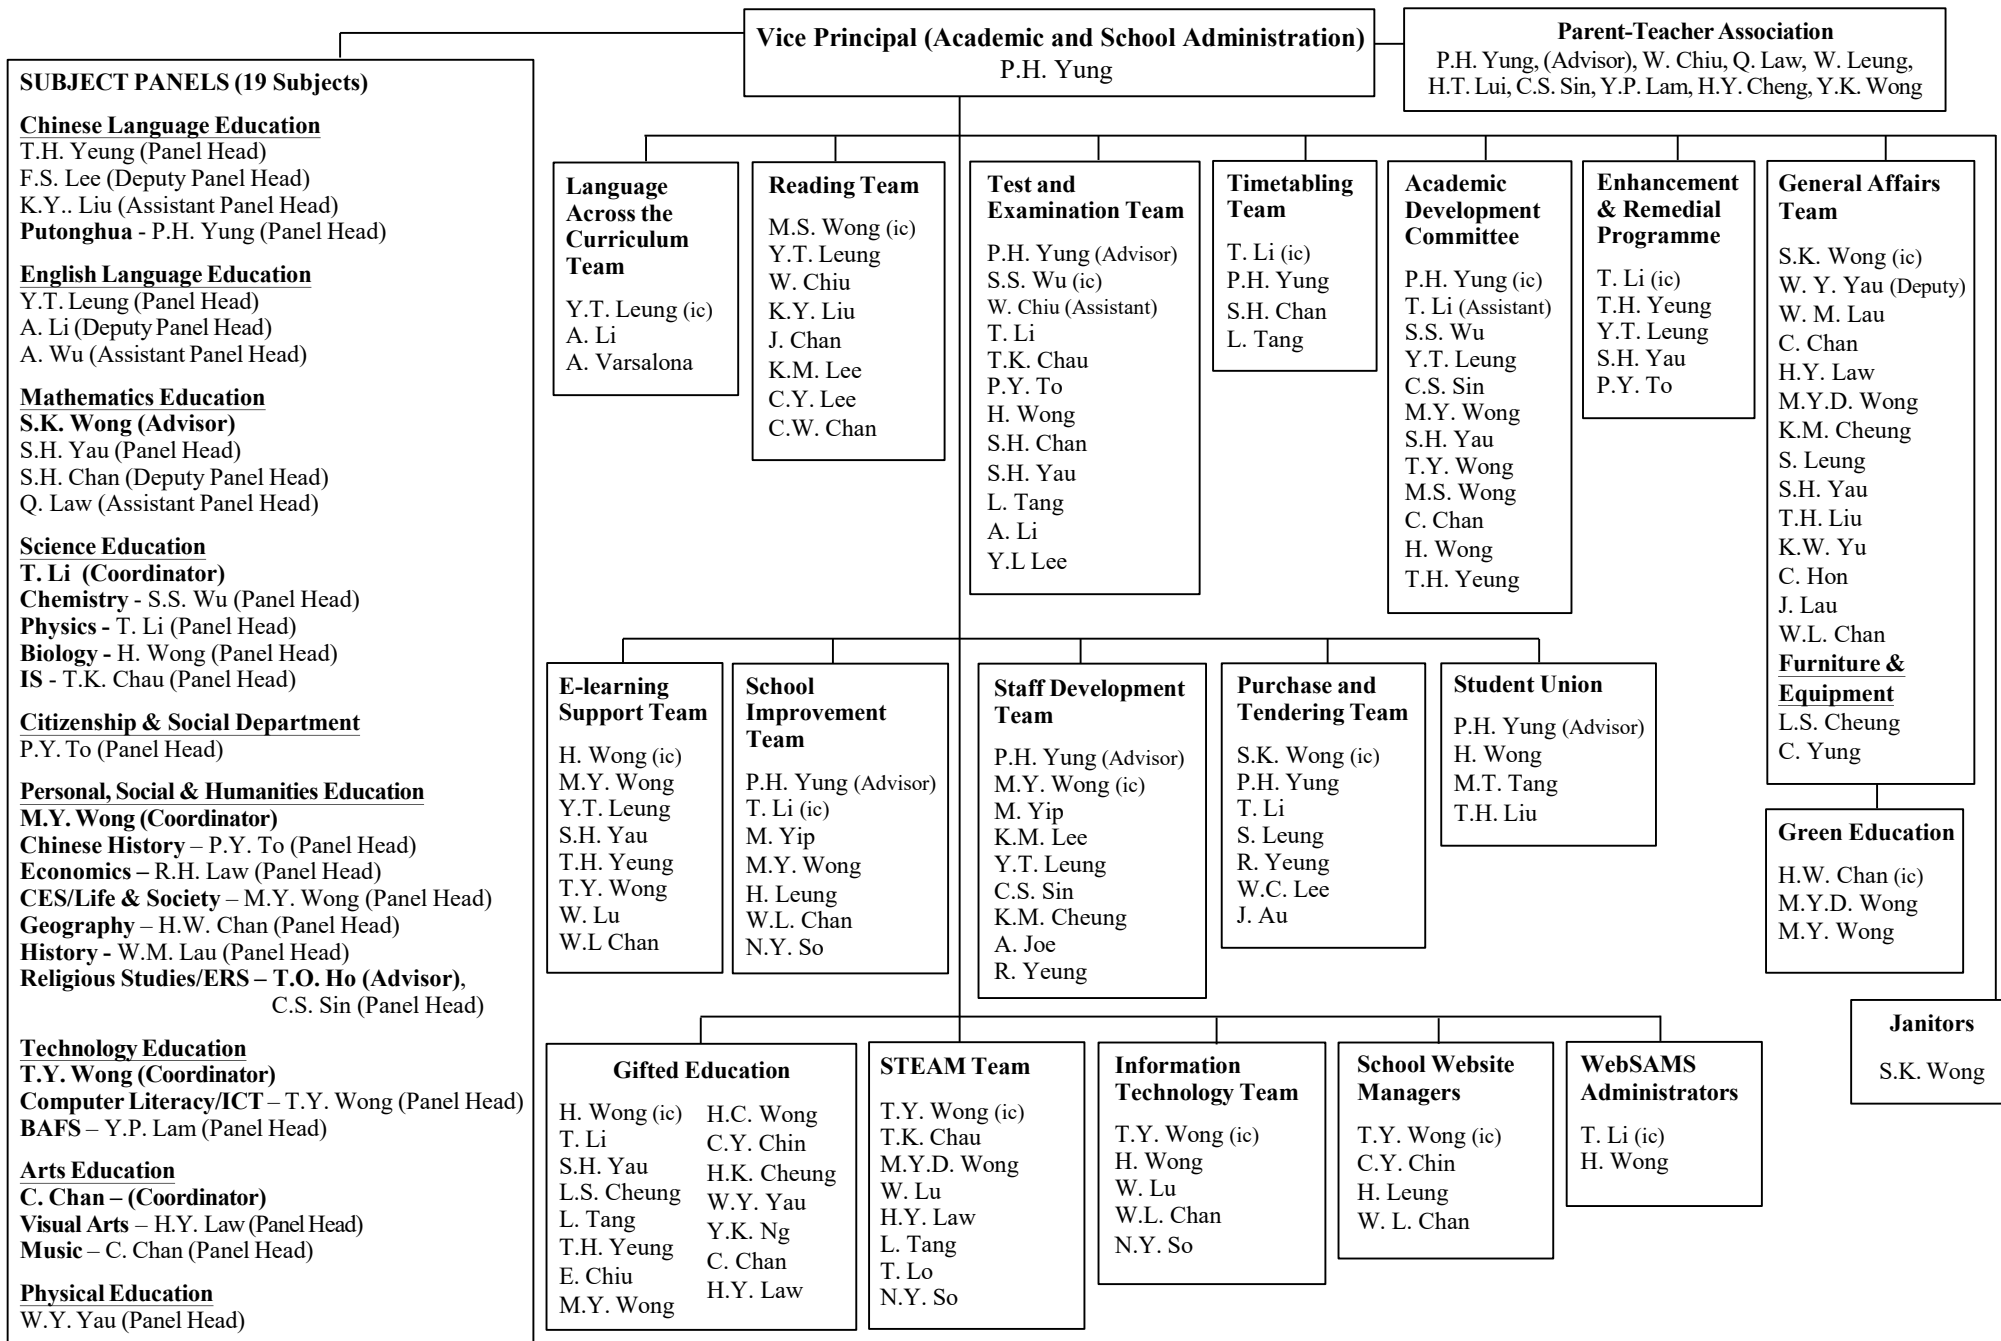 Vice Principal (Academic and School Administration)
P.H. Yung
Parent-Teacher Association
P.H. Yung, (Advisor), W. Chiu, Q. Law, W. Leung,
H.T. Lui, C.S. Sin, Y.P. Lam, H.Y. Cheng, Y.K. Wong
SUBJECT PANELS (19 Subjects)
Chinese Language Education
T.H. Yeung (Panel Head)
F.S. Lee (Deputy Panel Head)
K.Y.. Liu (Assistant Panel Head)
Putonghua - P.H. Yung (Panel Head)
English Language Education
Y.T. Leung (Panel Head)
A. Li (Deputy Panel Head)
A. Wu (Assistant Panel Head)
Mathematics Education
S.K. Wong (Advisor)
S.H. Yau (Panel Head)
S.H. Chan (Deputy Panel Head)
Q. Law (Assistant Panel Head)
Science Education
T. Li (Coordinator)
Chemistry - S.S. Wu (Panel Head)
Physics - T. Li (Panel Head)
Biology - H. Wong (Panel Head)
IS - T.K. Chau (Panel Head)
Citizenship & Social Department
P.Y. To (Panel Head)
Personal, Social & Humanities Education
M.Y. Wong (Coordinator)
Chinese History – P.Y. To (Panel Head)
Economics – R.H. Law (Panel Head)
CES/Life & Society – M.Y. Wong (Panel Head)
Geography – H.W. Chan (Panel Head)
History - W.M. Lau (Panel Head)
Religious Studies/ERS – T.O. Ho (Advisor),
C.S. Sin (Panel Head)
Technology Education
T.Y. Wong (Coordinator)
Computer Literacy/ICT – T.Y. Wong (Panel Head)
BAFS – Y.P. Lam (Panel Head)
Arts Education
C. Chan – (Coordinator)
Visual Arts – H.Y. Law (Panel Head)
Music – C. Chan (Panel Head)
Physical Education
W.Y. Yau (Panel Head)
Language
Across the
Curriculum
Team
Y.T. Leung (ic)
A. Li
A. Varsalona
Reading Team
M.S. Wong (ic)
Y.T. Leung
W. Chiu
K.Y. Liu
J. Chan
K.M. Lee
C.Y. Lee
C.W. Chan
Test and
Examination Team
P.H. Yung (Advisor)
S.S. Wu (ic)
W. Chiu (Assistant)
T. Li
T.K. Chau
P.Y. To
H. Wong
S.H. Chan
S.H. Yau
L. Tang
A. Li
Y.L Lee
Timetabling
Team
T. Li (ic)
P.H. Yung
S.H. Chan
L. Tang
Academic
Development
Committee
P.H. Yung (ic)
T. Li (Assistant)
S.S. Wu
Y.T. Leung
C.S. Sin
M.Y. Wong
S.H. Yau
T.Y. Wong
M.S. Wong
C. Chan
H. Wong
T.H. Yeung
Enhancement
& Remedial
Programme
T. Li (ic)
T.H. Yeung
Y.T. Leung
S.H. Yau
P.Y. To
General Affairs
Team
S.K. Wong (ic)
W. Y. Yau (Deputy)
W. M. Lau
C. Chan
H.Y. Law
M.Y.D. Wong
K.M. Cheung
S. Leung
S.H. Yau
T.H. Liu
K.W. Yu
C. Hon
J. Lau
W.L. Chan
Furniture &
Equipment
L.S. Cheung
C. Yung
E-learning
Support Team
H. Wong (ic)
M.Y. Wong
Y.T. Leung
S.H. Yau
T.H. Yeung
T.Y. Wong
W. Lu
W.L Chan
School
Improvement
Team
P.H. Yung (Advisor)
T. Li (ic)
M. Yip
M.Y. Wong
H. Leung
W.L. Chan
N.Y. So
Staff Development
Team
P.H. Yung (Advisor)
M.Y. Wong (ic)
M. Yip
K.M. Lee
Y.T. Leung
C.S. Sin
K.M. Cheung
A. Joe
R. Yeung
Purchase and
Tendering Team
S.K. Wong (ic)
P.H. Yung
T. Li
S. Leung
R. Yeung
W.C. Lee
J. Au
Student Union
P.H. Yung (Advisor)
H. Wong
M.T. Tang
T.H. Liu
Green Education
H.W. Chan (ic)
M.Y.D. Wong
M.Y. Wong
Janitors
S.K. Wong
Gifted Education
H. Wong (ic)
T. Li
S.H. Yau
L.S. Cheung
L. Tang
T.H. Yeung
E. Chiu
M.Y. Wong
H.C. Wong
C.Y. Chin
H.K. Cheung
W.Y. Yau
Y.K. Ng
C. Chan
H.Y. Law
STEAM Team
T.Y. Wong (ic)
T.K. Chau
M.Y.D. Wong
W. Lu
H.Y. Law
L. Tang
T. Lo
N.Y. So
Information
Technology Team
T.Y. Wong (ic)
H. Wong
W. Lu
W.L. Chan
N.Y. So
School Website
Managers
T.Y. Wong (ic)
C.Y. Chin
H. Leung
W. L. Chan
WebSAMS
Administrators
T. Li (ic)
H. Wong